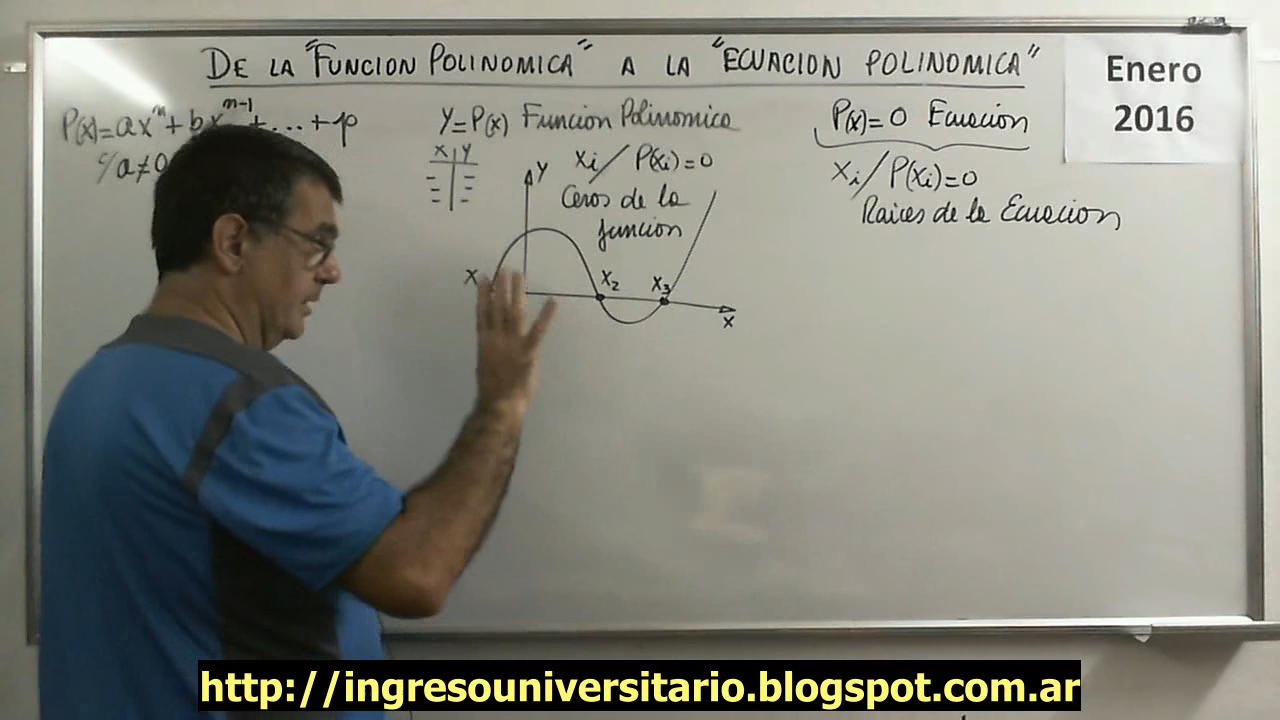 DE LA "FUNCION POLINOMICA" A LA "ECUACION POLINOMICA"
Enero
2016
P(x)=ax^n + bx^n-1 + ... + p
c/a≠0
Y=P(x) Funcion Polinomica
x | y
xi/P(xi)=0
Ceros de la
funcion
Y
X
X2
X3
X
P(x)=0 Ecuación
xi/P(xi)=0
Raices de la Ecuacion
http://ingresouniversitario.blogspot.com.ar